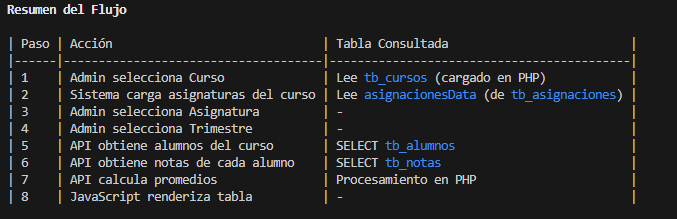 Resumen del Flujo
| Paso | Acción | Tabla Consultada |
|------|---------------------------------|--------------------------------------|
| 1 | Admin selecciona Curso | Lee tb_cursos (cargado en PHP) |
| 2 | Sistema carga asignaturas del curso | Lee asignacionesData (de tb_asignaciones) |
| 3 | Admin selecciona Asignatura | - |
| 4 | Admin selecciona Trimestre | - |
| 5 | API obtiene alumnos del curso | SELECT tb_alumnos |
| 6 | API obtiene notas de cada alumno | SELECT tb_notas |
| 7 | API calcula promedios | Procesamiento en PHP |
| 8 | JavaScript renderiza tabla | - |